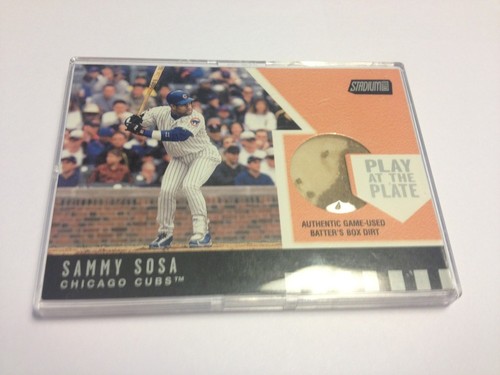 STADIUM
PLAY
AT THE
PLATE
AUTHENTIC GAME-USED
BATTER'S BOX DIRT
SAMMY SOSA
CHICAGO CUBS™